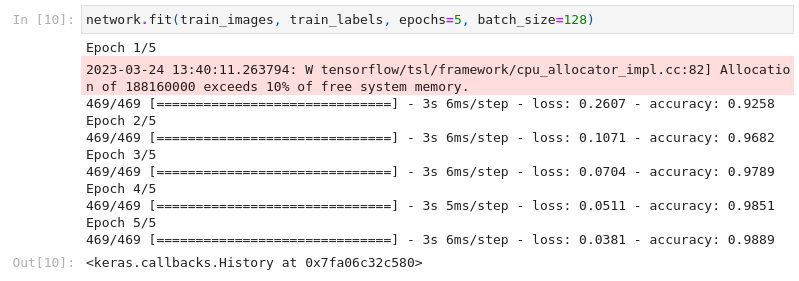 In [10]: network.fit(train_images, train_labels, epochs=5, batch_size=128)
Epoch 1/5
2023-03-24 13:40:11.263794: W tensorflow/tsl/framework/cpu_allocator_impl.cc:82] Allocatio
n of 188160000 exceeds 10% of free system memory.
469/469 [==============================] - 3s 6ms/step - loss: 0.2607 - accuracy: 0.9258
Epoch 2/5
469/469 [==============================] - 3s 6ms/step - loss: 0.1071 - accuracy: 0.9682
Epoch 3/5
469/469 [==============================] - 3s 6ms/step - loss: 0.0704 - accuracy: 0.9789
Epoch 4/5
469/469 [==============================] - 3s 5ms/step - loss: 0.0511 - accuracy: 0.9851
Epoch 5/5
469/469 [==============================] - 3s 6ms/step - loss: 0.0381 - accuracy: 0.9889
Out[10]: <keras.callbacks.History at 0x7fa06c32c580>